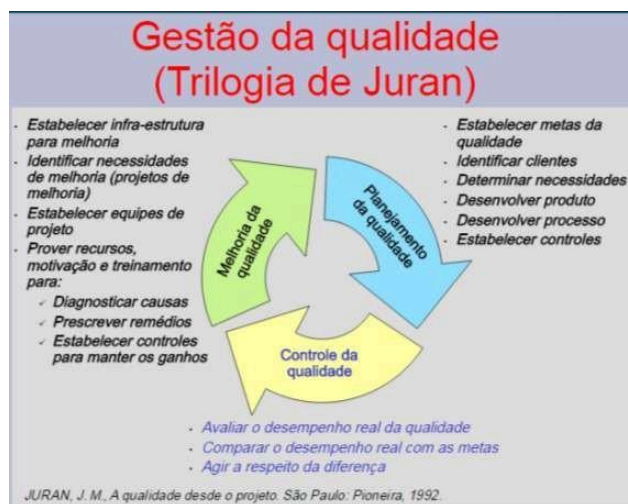 Gestão da qualidade
(Trilogia de Juran)
- Estabelecer infra-estrutura
para melhoria
- Identificar necessidades
de melhoria (projetos de
melhoria)
- Estabelecer equipes de
projeto
- Prover recursos,
motivação e treinamento
para:
✓ Diagnosticar causas
✓ Prescrever remédios
✓ Estabelecer controles
para manter os ganhos
- Estabelecer metas da
qualidade
- Identificar clientes
- Determinar necessidades
- Desenvolver produto
- Desenvolver processo
- Estabelecer controles
Melhoria da
qualidade
Planejamento
da qualidade
Controle da
qualidade
- Avaliar o desempenho real da qualidade
- Comparar o desempenho real com as metas
- Agir a respeito da diferença
JURAN, J. M., A qualidade desde o projeto. São Paulo: Pioneira, 1992.